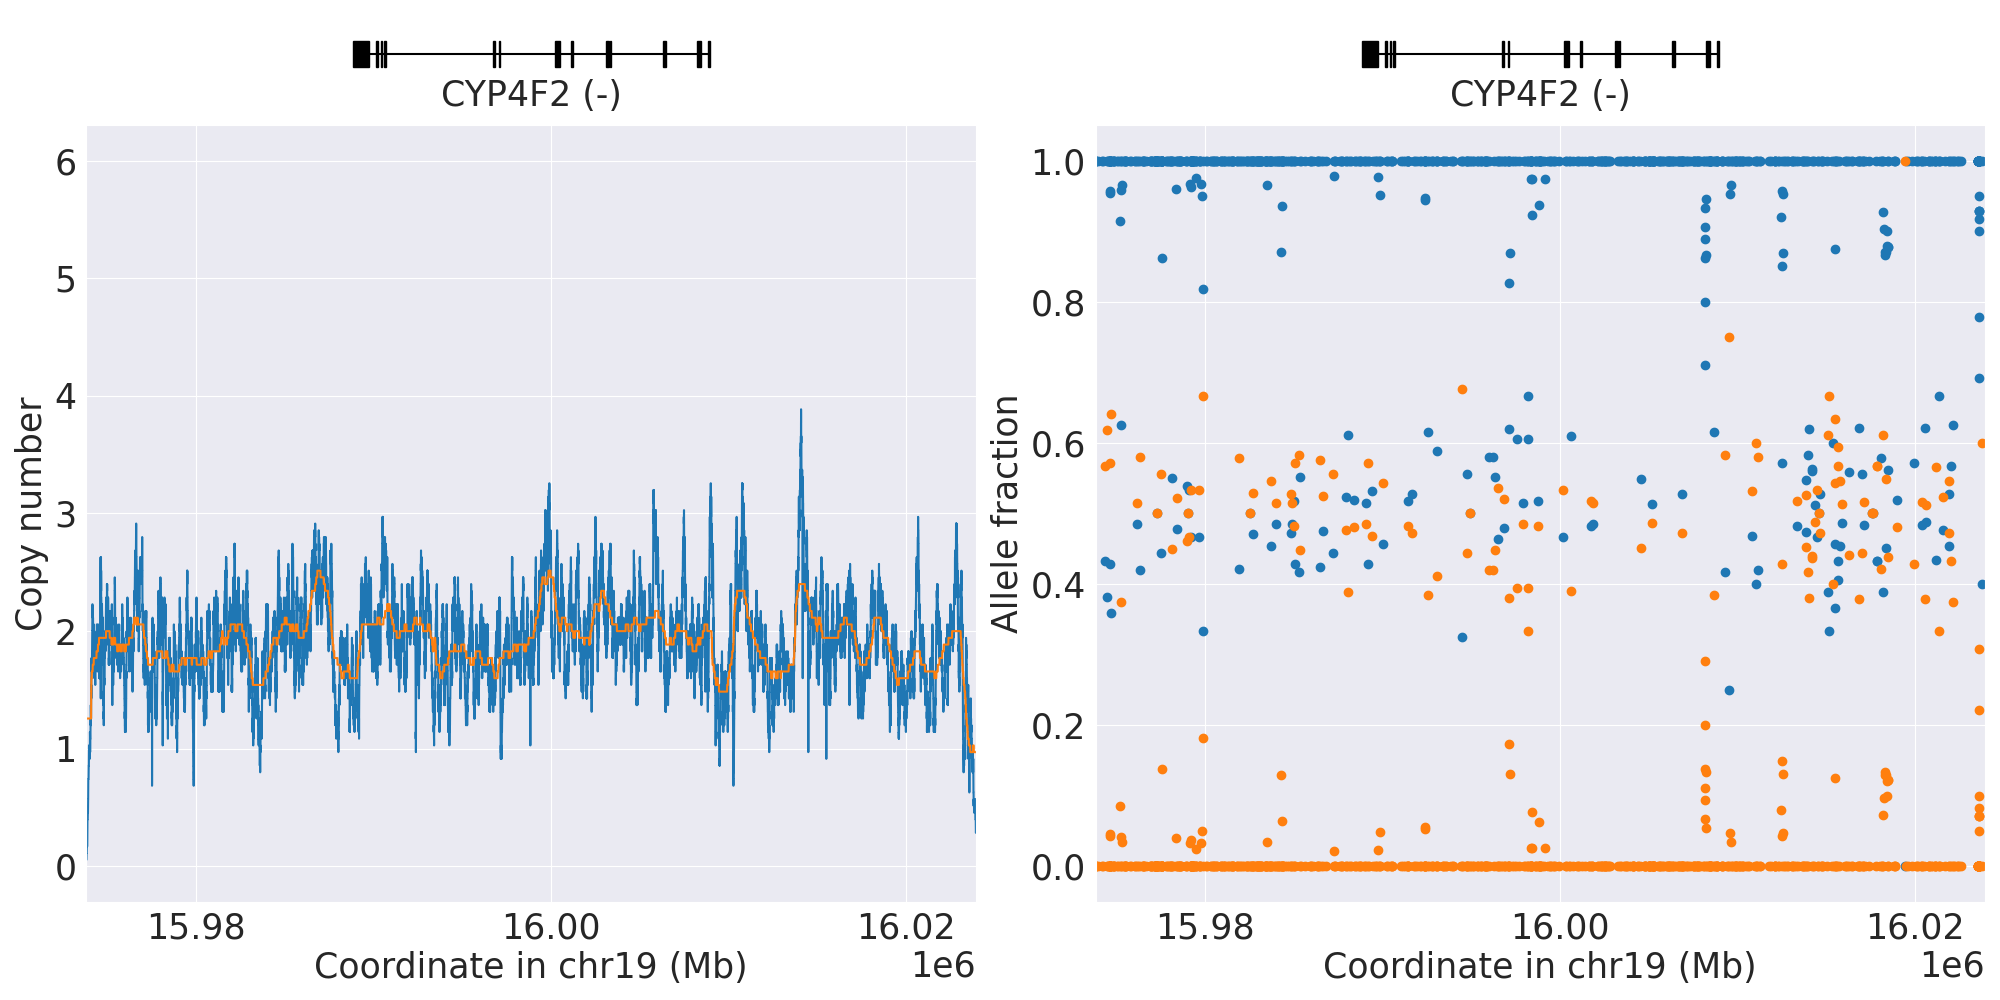 CYP4F2 (-)
CYP4F2 (-)
Copy number
6
5
4
3
2
1
0
15.98
16.00
16.02
Coordinate in chr19 (Mb)
1e6
Allele fraction
1.0
0.8
0.6
0.4
0.2
0.0
15.98
16.00
16.02
Coordinate in chr19 (Mb)
1e6